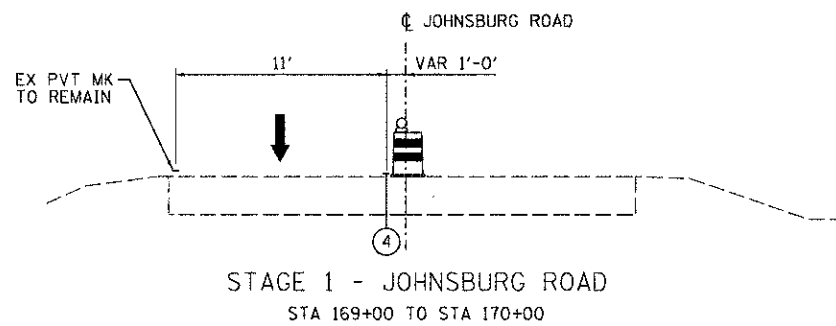 ℄ JOHNSBURG ROAD
11'
VAR 1'-0'
EX PVT MK
TO REMAIN
4
STAGE 1 - JOHNSBURG ROAD
STA 169+00 TO STA 170+00